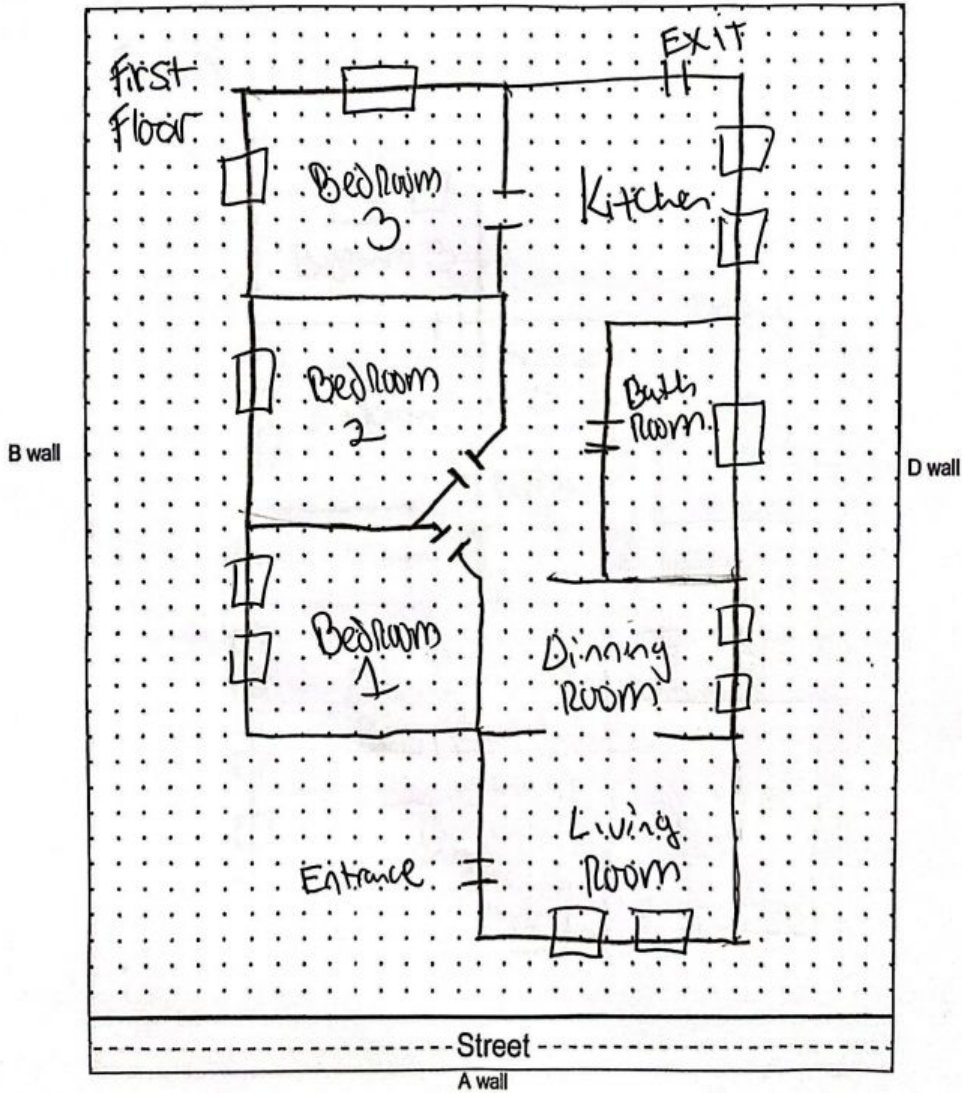 EXIT
First
Floor
BedRoom
3
Kitchen
BedRoom
2
Bath
Room
B wall
D wall
BedRoom
1
Dinning
Room
Living
Room
Entrance
Street
A wall